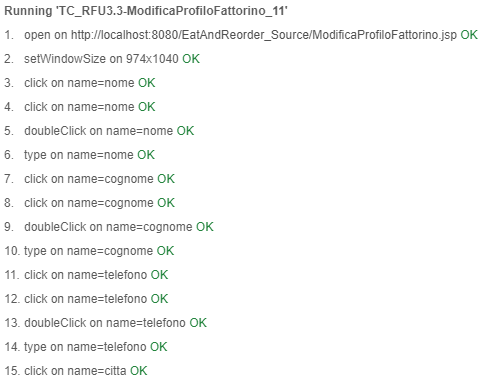 Running 'TC_RFU3.3-ModificaProfiloFattorino_11'
1. open on http://localhost:8080/EatAndReorder_Source/ModificaProfiloFattorino.jsp OK
2. setWindowSize on 974x1040 OK
3. click on name=nome OK
4. click on name=nome OK
5. doubleClick on name=nome OK
6. type on name=nome OK
7. click on name=cognome OK
8. click on name=cognome OK
9. doubleClick on name=cognome OK
10. type on name=cognome OK
11. click on name=telefono OK
12. click on name=telefono OK
13. doubleClick on name=telefono OK
14. type on name=telefono OK
15. click on name=citta OK